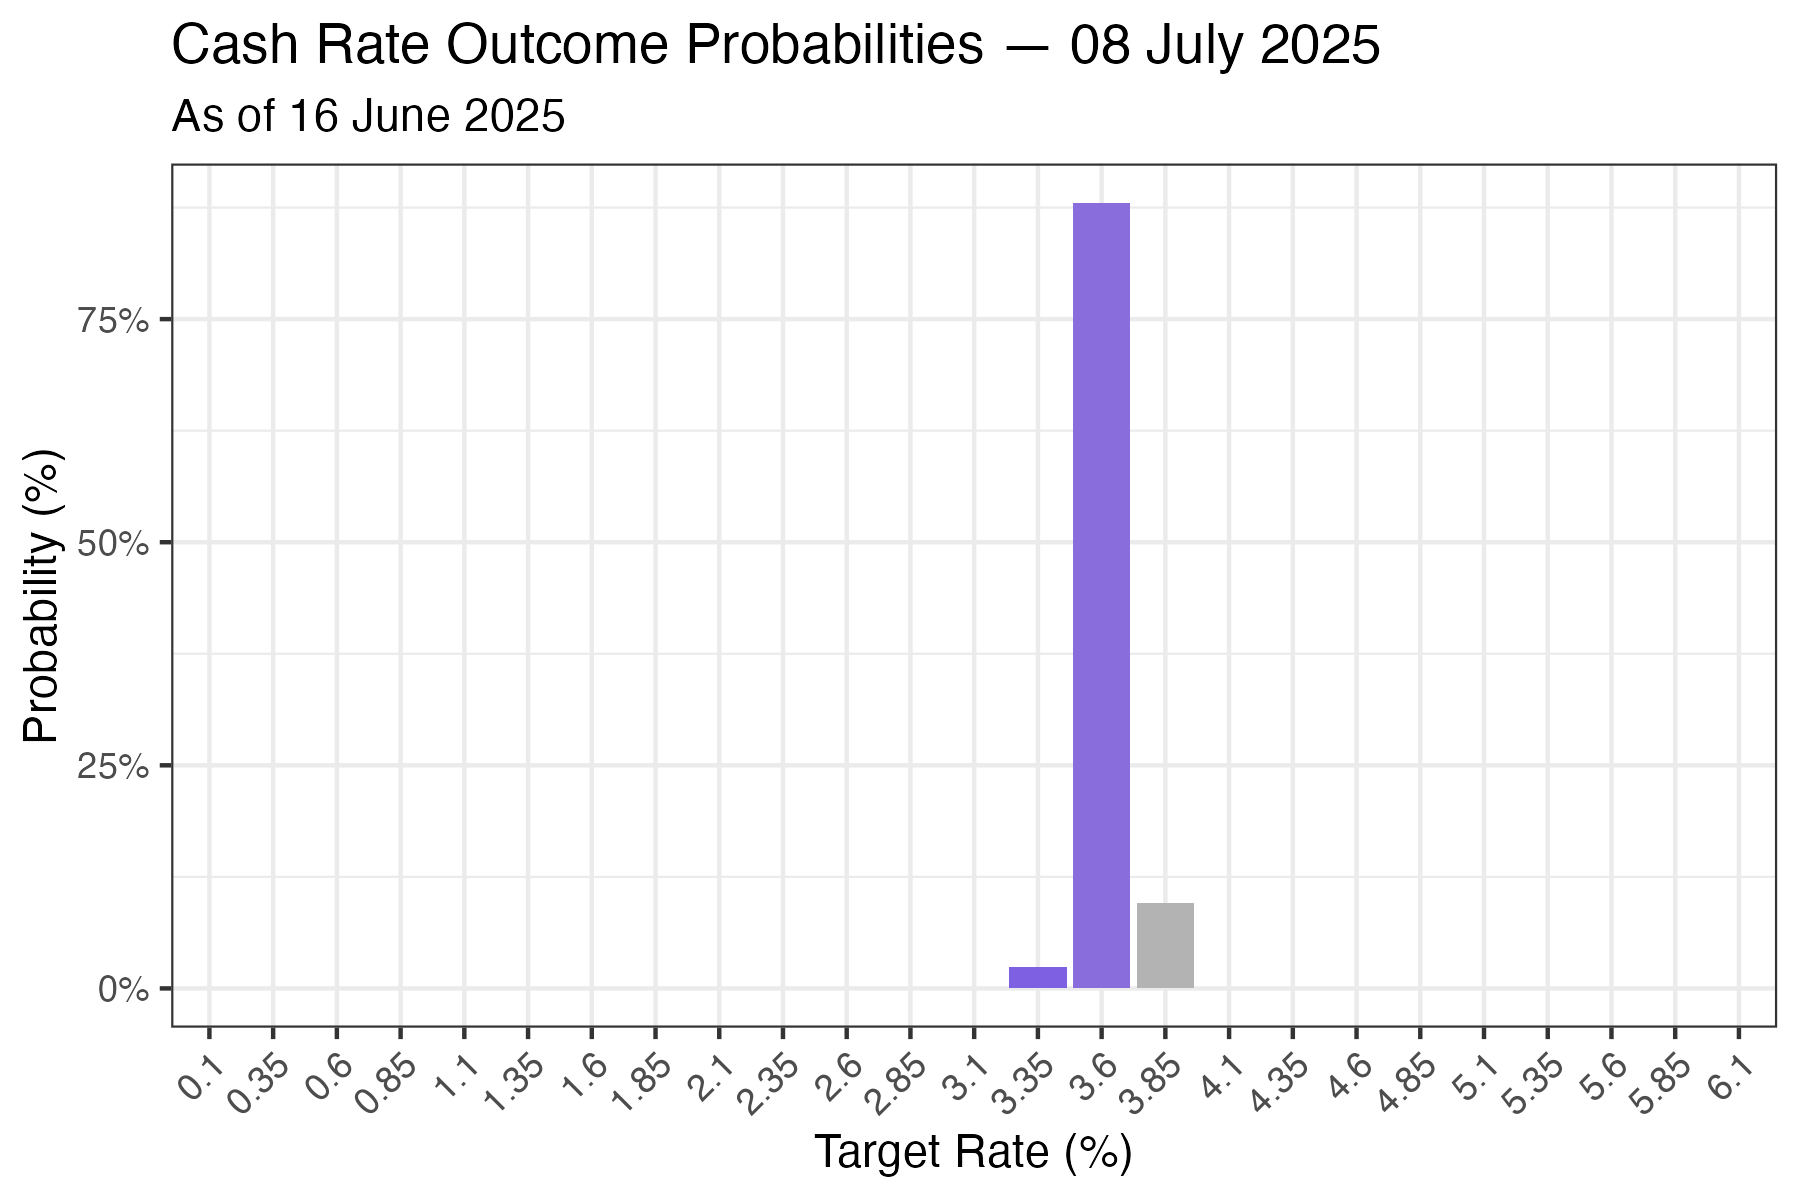 Cash Rate Outcome Probabilities — 08 July 2025
As of 16 June 2025
Probability (%)
75%
50%
25%
0%
0.1 0.35 0.6 0.85 1.1 1.35 1.6 1.85 2.1 2.35 2.6 2.85 3.1 3.35 3.6 3.85 4.1 4.35 4.6 4.85 5.1 5.35 5.6 5.85 6.1
Target Rate (%)